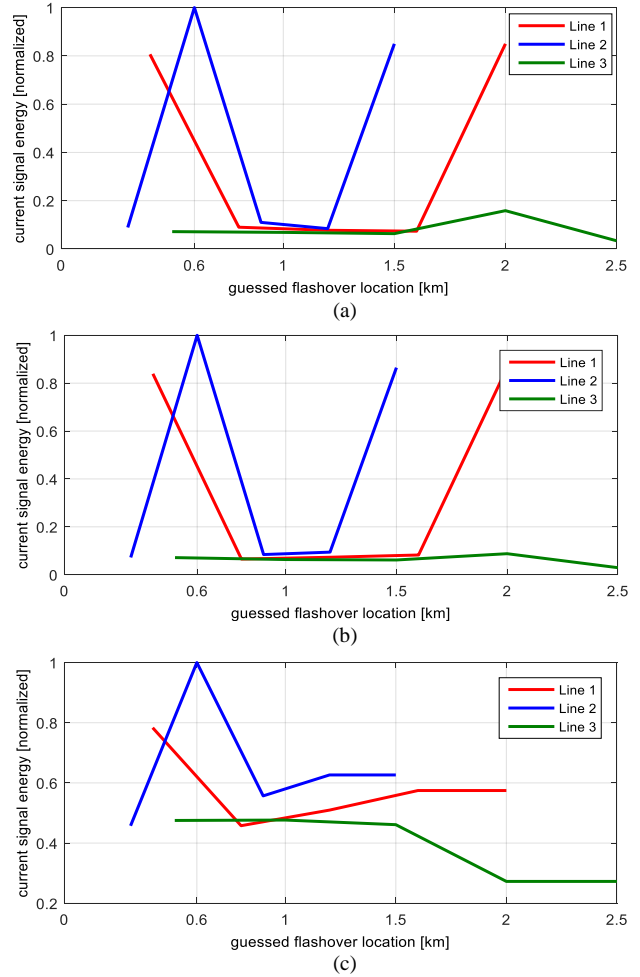 current signal energy [normalized]
1
0.8
0.6
0.4
0.2
0
Line 1
Line 2
Line 3
0 0.6 1 1.5 2 2.5
guessed flashover location [km]
(a)
current signal energy [normalized]
1
0.8
0.6
0.4
0.2
0
Line 1
Line 2
Line 3
0 0.6 1 1.5 2 2.5
guessed flashover location [km]
(b)
current signal energy [normalized]
1
0.8
0.6
0.4
0.2
Line 1
Line 2
Line 3
0 0.6 1 1.5 2 2.5
guessed flashover location [km]
(c)